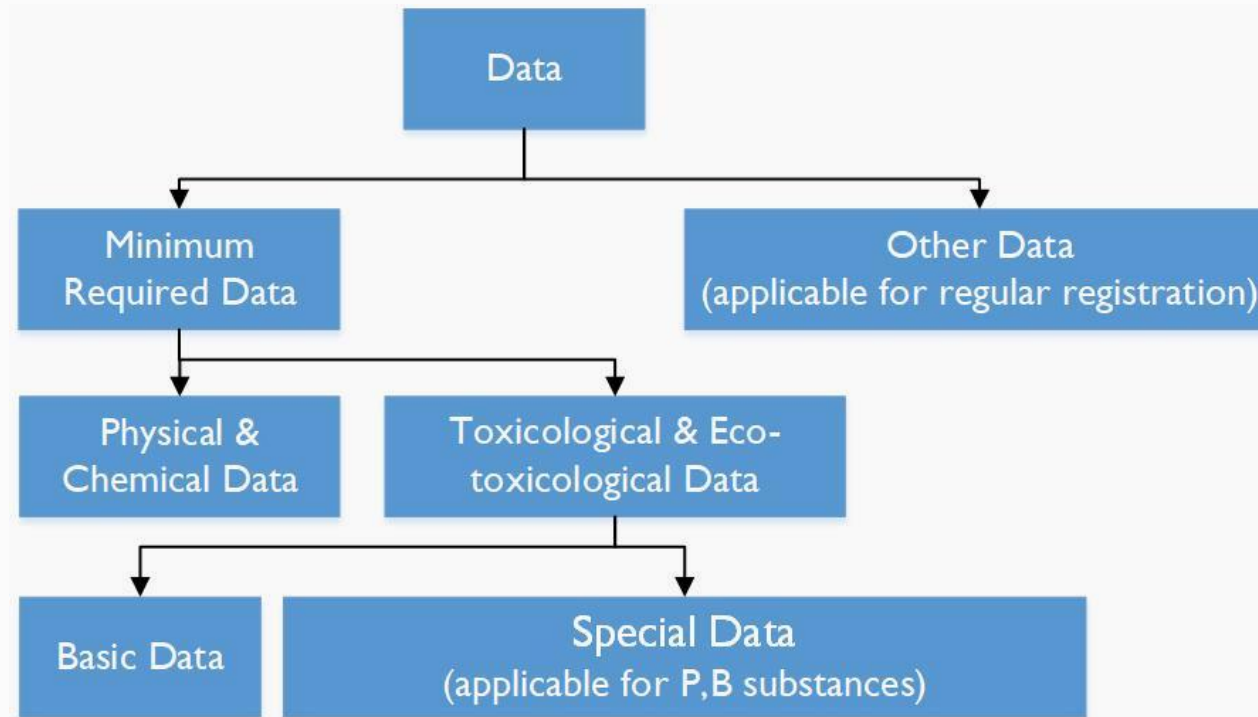 Data
Minimum
Required Data
Other Data
(applicable for regular registration)
Physical &
Chemical Data
Toxicological & Eco-
toxicological Data
Basic Data
Special Data
(applicable for P,B substances)